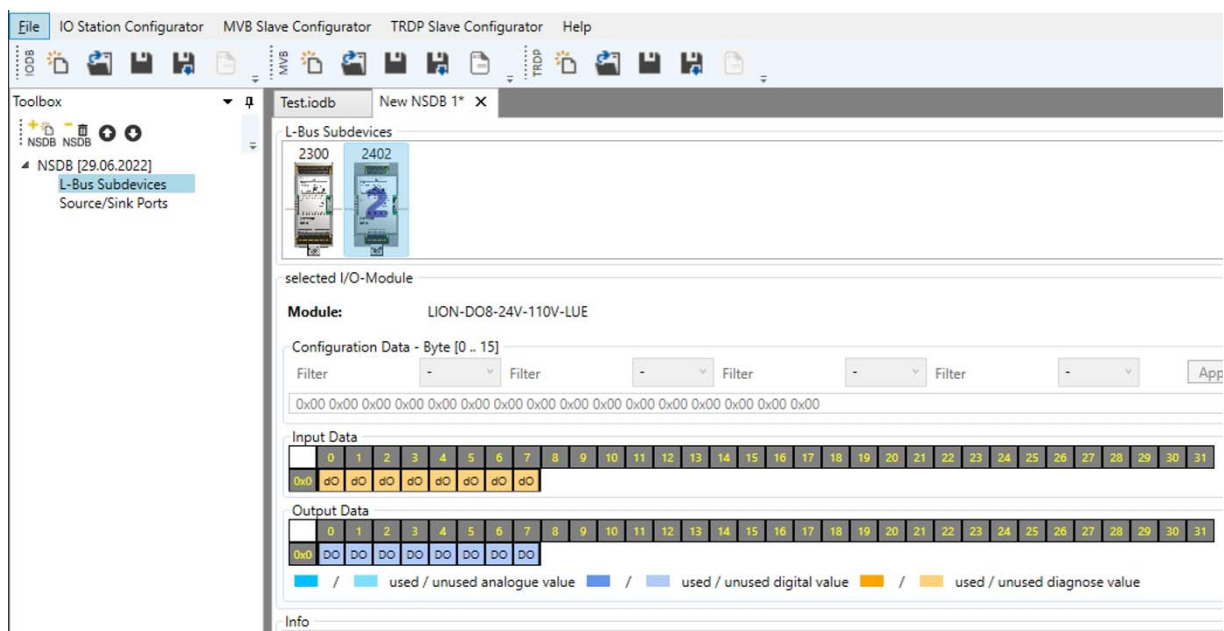 File IO Station Configurator MVB Slave Configurator TRDP Slave Configurator Help
IODB MVB TRDP
Toolbox
Test.iodb New NSDB 1*
NSDB NSDB
NSDB [29.06.2022]
L-Bus Subdevices
Source/Sink Ports
L-Bus Subdevices
2300 2402
2
selected I/O-Module
Module: LION-DO8-24V-110V-LUE
Configuration Data - Byte [0 .. 15]
Filter - Filter - Filter - Filter - App
0x00 0x00 0x00 0x00 0x00 0x00 0x00 0x00 0x00 0x00 0x00 0x00 0x00 0x00 0x00 0x00
Input Data
0 1 2 3 4 5 6 7 8 9 10 11 12 13 14 15 16 17 18 19 20 21 22 23 24 25 26 27 28 29 30 31
0x0 dO dO dO dO dO dO dO dO
Output Data
0 1 2 3 4 5 6 7 8 9 10 11 12 13 14 15 16 17 18 19 20 21 22 23 24 25 26 27 28 29 30 31
0x0 DO DO DO DO DO DO DO DO
/ used / unused analogue value / used / unused digital value / used / unused diagnose value
Info